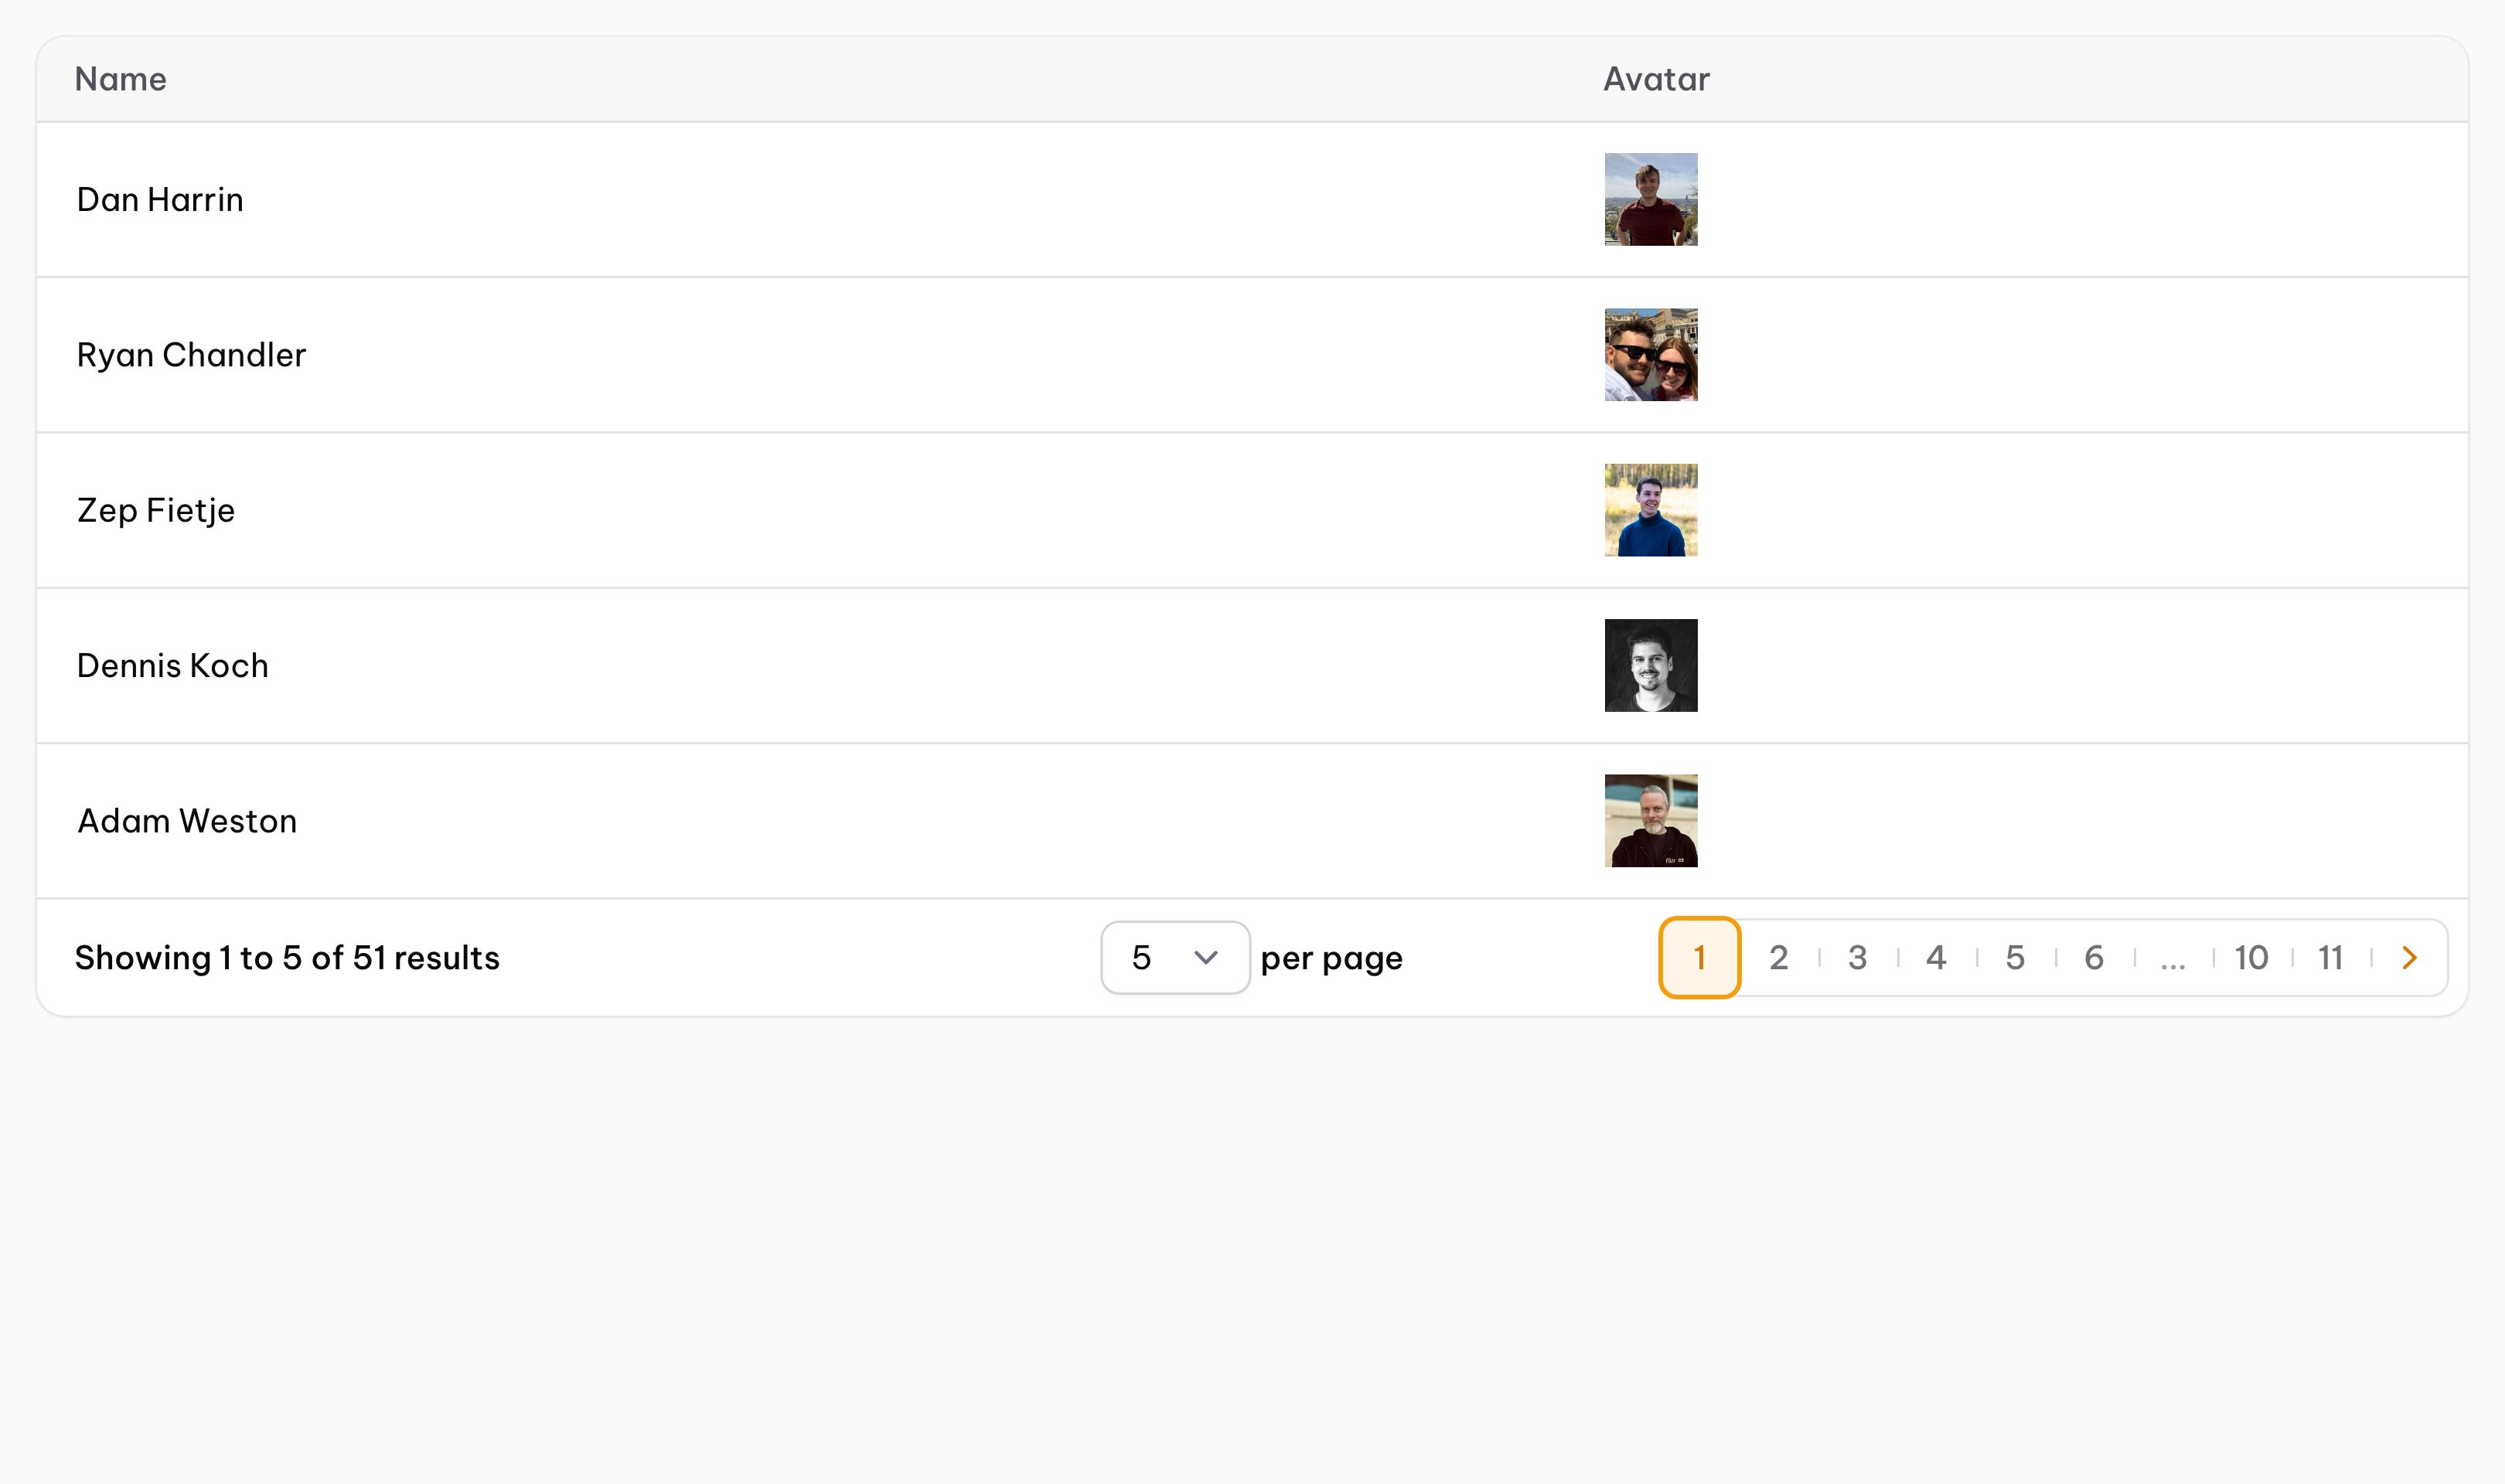 Name Avatar
Dan Harrin
Ryan Chandler
Zep Fietje
Dennis Koch
Adam Weston
Showing 1 to 5 of 51 results 5 per page 1 2 3 4 5 6 ... 10 11